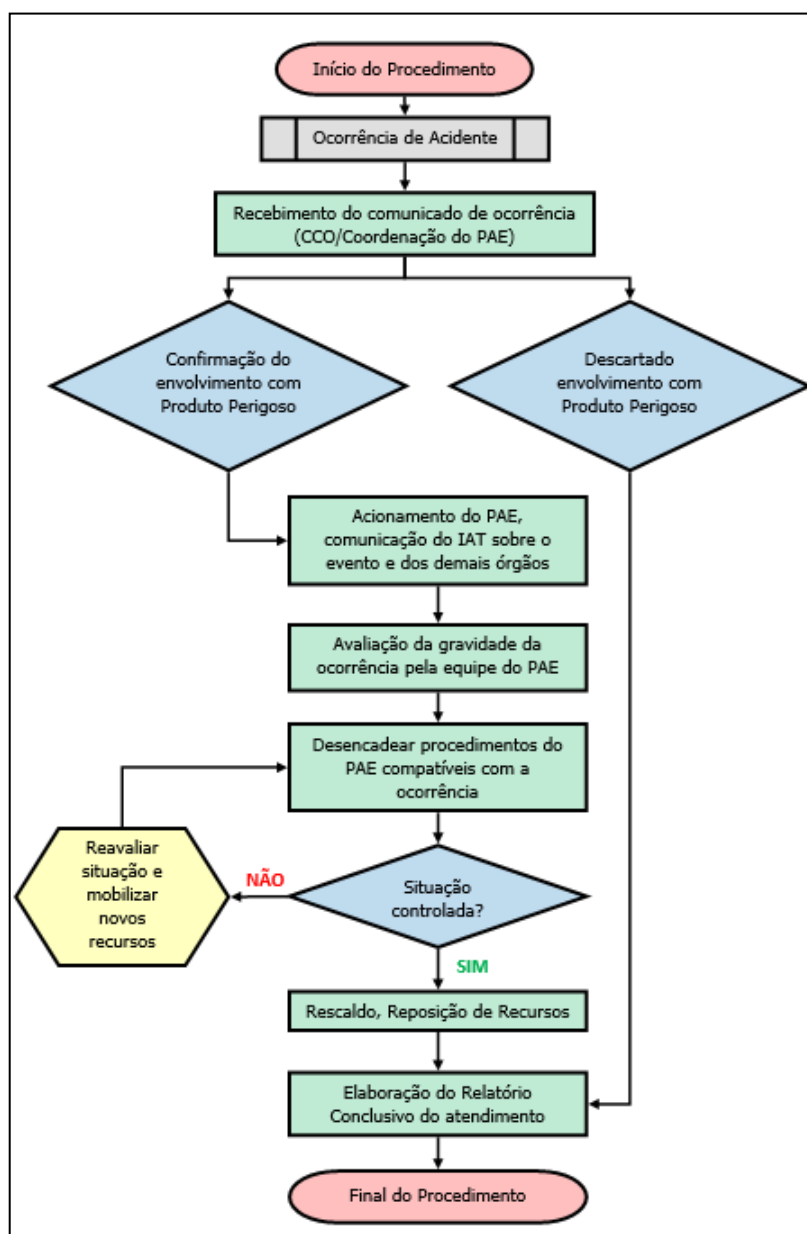 Início do Procedimento
Ocorrência de Acidente
Recebimento do comunicado de ocorrência
(CCO/Coordenação do PAE)
Confirmação do
envolvimento com
Produto Perigoso
Descartado
envolvimento com
Produto Perigoso
Acionamento do PAE,
comunicação do IAT sobre o
evento e dos demais órgãos
Avaliação da gravidade da
ocorrência pela equipe do PAE
Desencadear procedimentos do
PAE compatíveis com a
ocorrência
Reavaliar
situação e
mobilizar
novos
recursos
NÃO
Situação
controlada?
SIM
Rescaldo, Reposição de Recursos
Elaboração do Relatório
Conclusivo do atendimento
Final do Procedimento